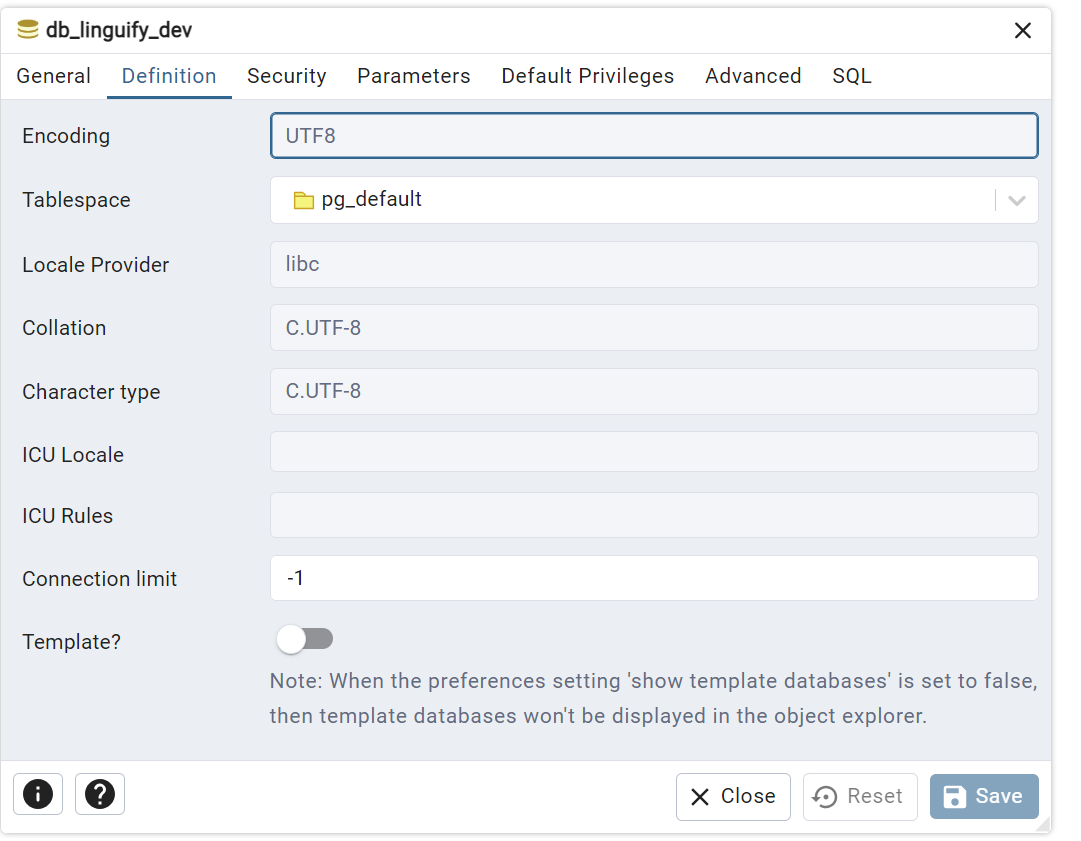 db_linguify_dev
General Definition Security Parameters Default Privileges Advanced SQL
Encoding UTF8
Tablespace pg_default
Locale Provider libc
Collation C.UTF-8
Character type C.UTF-8
ICU Locale
ICU Rules
Connection limit -1
Template?
Note: When the preferences setting 'show template databases' is set to false,
then template databases won't be displayed in the object explorer.
Close Reset Save